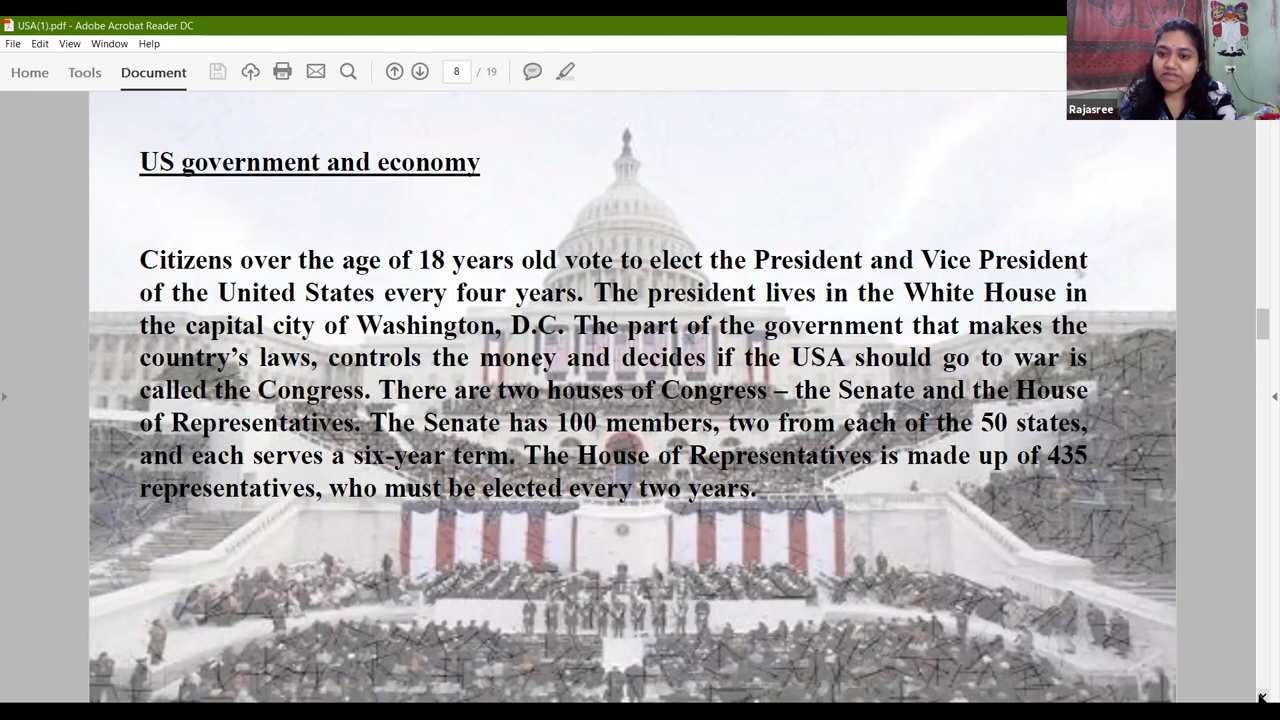 USA(1).pdf - Adobe Acrobat Reader DC
File Edit View Window Help
Home Tools Document 8 / 19
Rajasree
US government and economy
Citizens over the age of 18 years old vote to elect the President and Vice President
of the United States every four years. The president lives in the White House in
the capital city of Washington, D.C. The part of the government that makes the
country’s laws, controls the money and decides if the USA should go to war is
called the Congress. There are two houses of Congress – the Senate and the House
of Representatives. The Senate has 100 members, two from each of the 50 states,
and each serves a six-year term. The House of Representatives is made up of 435
representatives, who must be elected every two years.